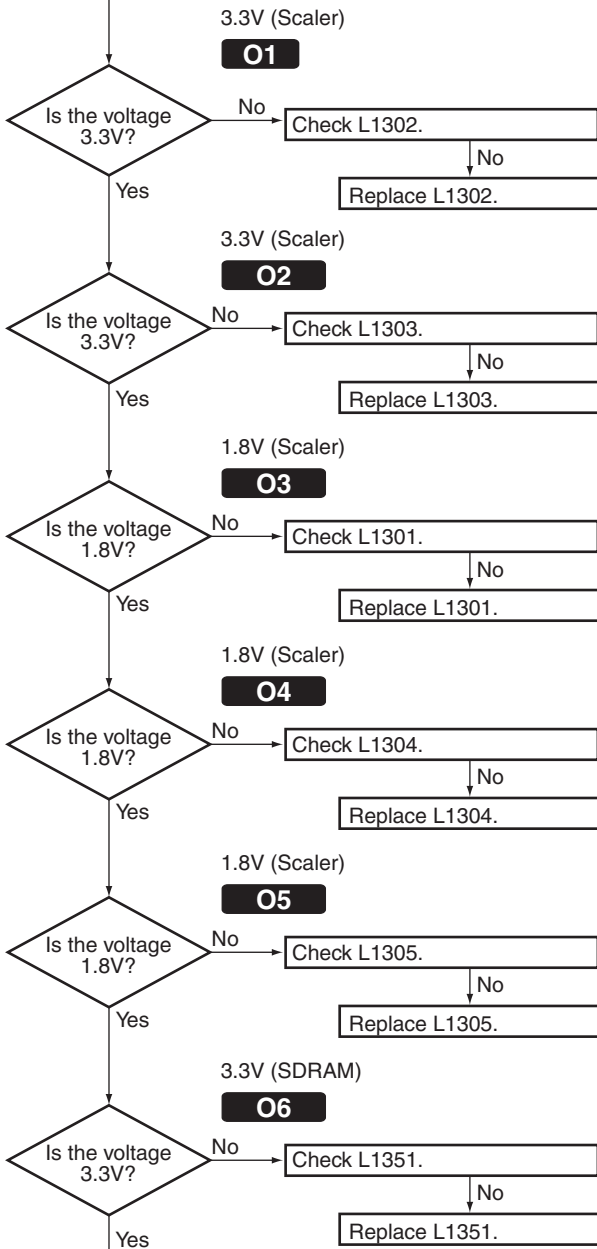 3.3V (Scaler)
O1
Is the voltage
3.3V?
No
Check L1302.
No
Replace L1302.
Yes
3.3V (Scaler)
O2
Is the voltage
3.3V?
No
Check L1303.
No
Replace L1303.
Yes
1.8V (Scaler)
O3
Is the voltage
1.8V?
No
Check L1301.
No
Replace L1301.
Yes
1.8V (Scaler)
O4
Is the voltage
1.8V?
No
Check L1304.
No
Replace L1304.
Yes
1.8V (Scaler)
O5
Is the voltage
1.8V?
No
Check L1305.
No
Replace L1305.
Yes
3.3V (SDRAM)
O6
Is the voltage
3.3V?
No
Check L1351.
No
Replace L1351.
Yes